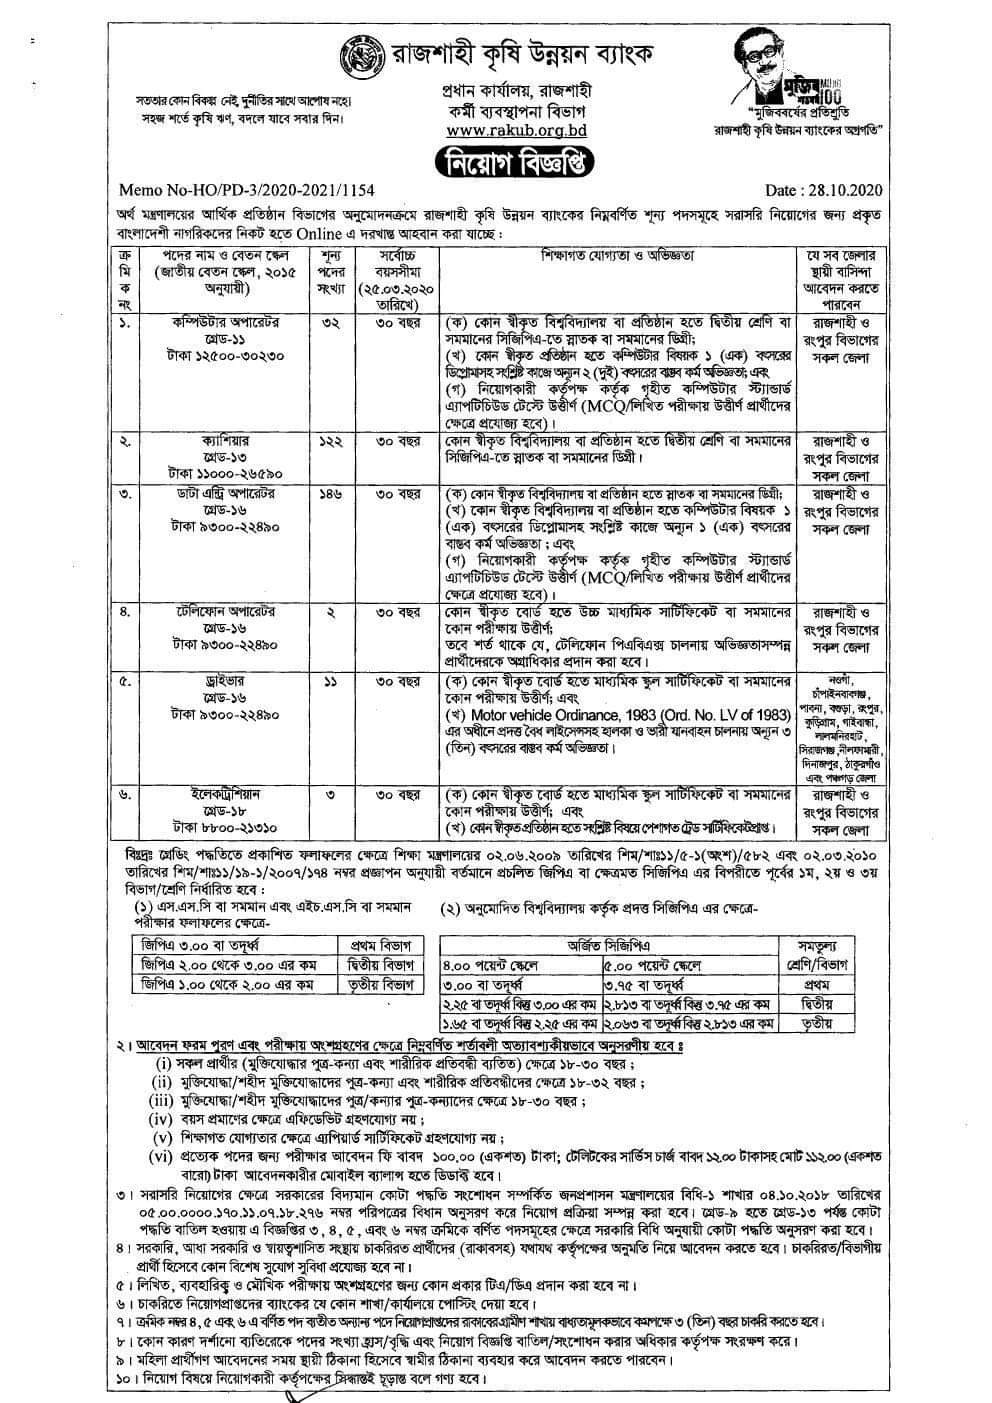 রাজশাহী কৃষি উন্নয়ন ব্যাংক
প্রধান কার্যালয়, রাজশাহী
কর্মী ব্যবস্থাপনা বিভাগ
www.rakub.org.bd
নিয়োগ বিজ্ঞপ্তি
সততার কোন বিকল্প নেই, দুর্নীতির সাথে আপোষ নহে।
সহজ শর্তে কৃষি ঋণ, বদলে যাবে সবার দিন।
মুজিব শতবর্ষ 100
“মুজিববর্ষের প্রতিশ্রুতি
রাজশাহী কৃষি উন্নয়ন ব্যাংকের অগ্রগতি”
Memo No-HO/PD-3/2020-2021/1154 Date : 28.10.2020
অর্থ মন্ত্রণালয়ের আর্থিক প্রতিষ্ঠান বিভাগের অনুমোদনক্রমে রাজশাহী কৃষি উন্নয়ন ব্যাংকের নিম্নবর্ণিত শূন্য পদসমূহে সরাসরি নিয়োগের জন্য প্রকৃত
বাংলাদেশী নাগরিকদের নিকট হতে Online এ দরখাস্ত আহবান করা যাচ্ছে :
ক্রমিক নং
পদের নাম ও বেতন স্কেল
(জাতীয় বেতন স্কেল, ২০১৫
অনুযায়ী)
শূন্য
পদের
সংখ্যা
সর্বোচ্চ
বয়সসীমা
(২৫.০৩.২০২০
তারিখে)
শিক্ষাগত যোগ্যতা ও অভিজ্ঞতা
যে সব জেলার
স্থায়ী বাসিন্দা
আবেদন করতে
পারবেন
১.
কম্পিউটার অপারেটর
গ্রেড-১১
টাকা ১২৫০০-৩০২৩০
৩২
৩০ বছর
(ক) কোন স্বীকৃত বিশ্ববিদ্যালয় বা প্রতিষ্ঠান হতে দ্বিতীয় শ্রেণি বা
সমমানের সিজিপিএ-তে স্নাতক বা সমমানের ডিগ্রী;
(খ) কোন স্বীকৃত প্রতিষ্ঠান হতে কম্পিউটার বিষয়ক ১ (এক) বৎসরের
ডিপ্লোমাসহ সংশ্লিষ্ট কাজে অন্যূন ২ (দুই) বৎসরের বাস্তব কর্ম অভিজ্ঞতা; এবং
(গ) নিয়োগকারী কর্তৃপক্ষ কর্তৃক গৃহীত কম্পিউটার স্ট্যান্ডার্ড
এ্যাপটিচিউড টেস্টে উত্তীর্ণ (MCQ/লিখিত পরীক্ষায় উত্তীর্ণ প্রার্থীদের
ক্ষেত্রে প্রযোজ্য হবে)।
রাজশাহী ও
রংপুর বিভাগের
সকল জেলা
২.
ক্যাশিয়ার
গ্রেড-১৩
টাকা ১১০০০-২৬৫৯০
১২২
৩০ বছর
কোন স্বীকৃত বিশ্ববিদ্যালয় বা প্রতিষ্ঠান হতে দ্বিতীয় শ্রেণি বা সমমানের
সিজিপিএ-তে স্নাতক বা সমমানের ডিগ্রী।
রাজশাহী ও
রংপুর বিভাগের
সকল জেলা
৩.
ডাটা এন্ট্রি অপারেটর
গ্রেড-১৬
টাকা ৯৩০০-২২৪৯০
১৪৬
৩০ বছর
(ক) কোন স্বীকৃত বিশ্ববিদ্যালয় বা প্রতিষ্ঠান হতে স্নাতক বা সমমানের ডিগ্রী;
(খ) কোন স্বীকৃত বিশ্ববিদ্যালয় বা প্রতিষ্ঠান হতে কম্পিউটার বিষয়ক ১
(এক) বৎসরের ডিপ্লোমাসহ সংশ্লিষ্ট কাজে অন্যূন ১ (এক) বৎসরের
বাস্তব কর্ম অভিজ্ঞতা ; এবং
(গ) নিয়োগকারী কর্তৃপক্ষ কর্তৃক গৃহীত কম্পিউটার স্ট্যান্ডার্ড
এ্যাপটিচিউড টেস্টে উত্তীর্ণ (MCQ/লিখিত পরীক্ষায় উত্তীর্ণ প্রার্থীদের
ক্ষেত্রে প্রযোজ্য হবে)।
রাজশাহী ও
রংপুর বিভাগের
সকল জেলা
৪.
টেলিফোন অপারেটর
গ্রেড-১৬
টাকা ৯৩০০-২২৪৯০
২
৩০ বছর
কোন স্বীকৃত বোর্ড হতে উচ্চ মাধ্যমিক সার্টিফিকেট বা সমমানের
কোন পরীক্ষায় উত্তীর্ণ;
তবে শর্ত থাকে যে, টেলিফোন পিএবিএক্স চালনায় অভিজ্ঞতাসম্পন্ন
প্রার্থীদেরকে অগ্রাধিকার প্রদান করা হবে।
রাজশাহী ও
রংপুর বিভাগের
সকল জেলা
৫.
ড্রাইভার
গ্রেড-১৬
টাকা ৯৩০০-২২৪৯০
১১
৩০ বছর
(ক) কোন স্বীকৃত বোর্ড হতে মাধ্যমিক স্কুল সার্টিফিকেট বা সমমানের
কোন পরীক্ষায় উত্তীর্ণ; এবং
(খ) Motor vehicle Ordinance, 1983 (Ord. No. LV of 1983)
এর অধীনে প্রদত্ত বৈধ লাইসেন্সসহ হালকা ও ভারী যানবাহন চালনায় অন্যূন ৩
(তিন) বৎসরের বাস্তব কর্ম অভিজ্ঞতা।
নওগাঁ,
চাঁপাইনবাবগঞ্জ,
পাবনা, বগুড়া, রংপুর,
কুড়িগ্রাম, গাইবান্ধা,
লালমনিরহাট,
সিরাজগঞ্জ, নীলফামারী,
দিনাজপুর, ঠাকুরগাঁও
এবং পঞ্চগড় জেলা
৬.
ইলেকট্রিশিয়ান
গ্রেড-১৮
টাকা ৮৮০০-২১৩১০
৩
৩০ বছর
(ক) কোন স্বীকৃত বোর্ড হতে মাধ্যমিক স্কুল সার্টিফিকেট বা সমমানের
কোন পরীক্ষায় উত্তীর্ণ; এবং
(খ) কোন স্বীকৃত প্রতিষ্ঠান হতে সংশ্লিষ্ট বিষয়ে পেশাগত ট্রেড সার্টিফিকেটপ্রাপ্ত।
রাজশাহী ও
রংপুর বিভাগের
সকল জেলা
বিঃদ্রঃ গ্রেডিং পদ্ধতিতে প্রকাশিত ফলাফলের ক্ষেত্রে শিক্ষা মন্ত্রণালয়ের ০২.০৬.২০০৯ তারিখের শিম/শাঃ১১/৫-১(অংশ)/৫৮২ এবং ০২.০৩.২০১০
তারিখের শিম/শাঃ১১/১৯-১/২০০৭/১৭৪ নম্বর প্রজ্ঞাপন অনুযায়ী বর্তমানে প্রচলিত জিপিএ বা ক্ষেত্রমত সিজিপিএ এর বিপরীতে পূর্বের ১ম, ২য় ও ৩য়
বিভাগ/শ্রেণি নির্ধারিত হবে :
(১) এস.এস.সি বা সমমান এবং এইচ.এস.সি বা সমমান
পরীক্ষার ফলাফলের ক্ষেত্রে-
জিপিএ ৩.০০ বা তদূর্ধ্ব প্রথম বিভাগ
জিপিএ ২.০০ থেকে ৩.০০ এর কম দ্বিতীয় বিভাগ
জিপিএ ১.০০ থেকে ২.০০ এর কম তৃতীয় বিভাগ
(২) অনুমোদিত বিশ্ববিদ্যালয় কর্তৃক প্রদত্ত সিজিপিএ এর ক্ষেত্রে-
অর্জিত সিজিপিএ সমতুল্য শ্রেণি/বিভাগ
৪.০০ পয়েন্ট স্কেলে ৫.০০ পয়েন্ট স্কেলে
৩.০০ বা তদূর্ধ্ব ৩.৭৫ বা তদূর্ধ্ব প্রথম
২.২৫ বা তদূর্ধ্ব কিন্তু ৩.০০ এর কম ২.৮১৩ বা তদূর্ধ্ব কিন্তু ৩.৭৫ এর কম দ্বিতীয়
১.৬৫ বা তদূর্ধ্ব কিন্তু ২.২৫ এর কম ২.০৬৩ বা তদূর্ধ্ব কিন্তু ২.৮১৩ এর কম তৃতীয়
২। আবেদন ফরম পূরণ এবং পরীক্ষায় অংশগ্রহণের ক্ষেত্রে নিম্নবর্ণিত শর্তাবলী অত্যাবশ্যকীয়ভাবে অনুসরণীয় হবে ঃ
(i) সকল প্রার্থীর (মুক্তিযোদ্ধার পুত্র-কন্যা এবং শারীরিক প্রতিবন্ধী ব্যতিত) ক্ষেত্রে ১৮-৩০ বছর ;
(ii) মুক্তিযোদ্ধা/শহীদ মুক্তিযোদ্ধাদের পুত্র-কন্যা এবং শারীরিক প্রতিবন্ধীদের ক্ষেত্রে ১৮-৩২ বছর ;
(iii) মুক্তিযোদ্ধা/শহীদ মুক্তিযোদ্ধাদের পুত্র/কন্যার পুত্র-কন্যাদের ক্ষেত্রে ১৮-৩০ বছর ;
(iv) বয়স প্রমাণের ক্ষেত্রে এফিডেভিট গ্রহণযোগ্য নয় ;
(v) শিক্ষাগত যোগ্যতার ক্ষেত্রে এ্যপিয়ার্ড সার্টিফিকেট গ্রহণযোগ্য নয় ;
(vi) প্রত্যেক পদের জন্য পরীক্ষার আবেদন ফি বাবদ ১০০.০০ (একশত) টাকা; টেলিটকের সার্ভিস চার্জ বাবদ ১২.০০ টাকাসহ মোট ১১২.০০ (একশত
বারো) টাকা আবেদনকারীর মোবাইল ব্যালান্স হতে ডিডাক্ট হবে।
৩। সরাসরি নিয়োগের ক্ষেত্রে সরকারের বিদ্যমান কোটা পদ্ধতি সংশোধন সম্পর্কিত জনপ্রশাসন মন্ত্রণালয়ের বিধি-১ শাখার ০৪.১০.২০১৮ তারিখের
০৫.০০.০০০০.১৭০.১১.০৭.১৮.২৭৬ নম্বর পরিপত্রের বিধান অনুসরণ করে নিয়োগ প্রক্রিয়া সম্পন্ন করা হবে। গ্রেড-৯ হতে গ্রেড-১৩ পর্যন্ত কোটা
পদ্ধতি বাতিল হওয়ায় এ বিজ্ঞপ্তির ৩, ৪, ৫, এবং ৬ নম্বর ক্রমিকে বর্ণিত পদসমূহের ক্ষেত্রে সরকারি বিধি অনুযায়ী কোটা পদ্ধতি অনুসরণ করা হবে।
৪। সরকারি, আধা সরকারি ও স্বায়ত্বশাসিত সংস্থায় চাকরিরত প্রার্থীদের (রাকাবসহ) যথাযথ কর্তৃপক্ষের অনুমতি নিয়ে আবেদন করতে হবে। চাকরিরত/বিভাগীয়
প্রার্থী হিসেবে কোন বিশেষ সুযোগ সুবিধা প্রযোজ্য হবে না।
৫। লিখিত, ব্যবহারিক ও মৌখিক পরীক্ষায় অংশগ্রহণের জন্য কোন প্রকার টিএ/ডিএ প্রদান করা হবে না।
৬। চাকরিতে নিয়োগপ্রাপ্তদের ব্যাংকের যে কোন শাখা/কার্যালয়ে পোস্টিং দেয়া হবে।
৭। ক্রমিক নম্বর ৪, ৫ এবং ৬ এ বর্ণিত পদ ব্যতীত অন্যান্য পদে নিয়োগপ্রাপ্তদের রাকাবের গ্রামীণ শাখায় বাধ্যতামূলকভাবে কমপক্ষে ৩ (তিন) বছর চাকরি করতে হবে।
৮। কোন কারণ দর্শানো ব্যতিরেকে পদের সংখ্যা হ্রাস/বৃদ্ধি এবং নিয়োগ বিজ্ঞপ্তি বাতিল/সংশোধন করার অধিকার কর্তৃপক্ষ সংরক্ষণ করে।
৯। মহিলা প্রার্থীগণ আবেদনের সময় স্থায়ী ঠিকানা হিসেবে স্বামীর ঠিকানা ব্যবহার করে আবেদন করতে পারবেন।
১০। নিয়োগ বিষয়ে নিয়োগকারী কর্তৃপক্ষের সিদ্ধান্তই চূড়ান্ত বলে গণ্য হবে।